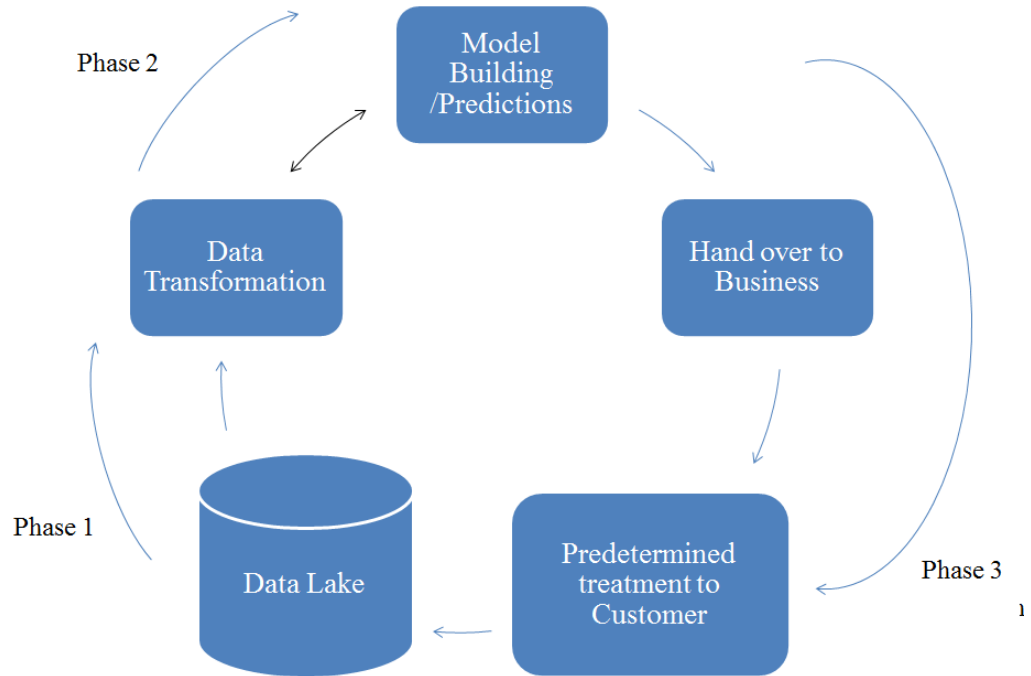 Phase 2
Model
Building
/Predictions
Data
Transformation
Hand over to
Business
Phase 1
Data Lake
Predetermined
treatment to
Customer
Phase 3